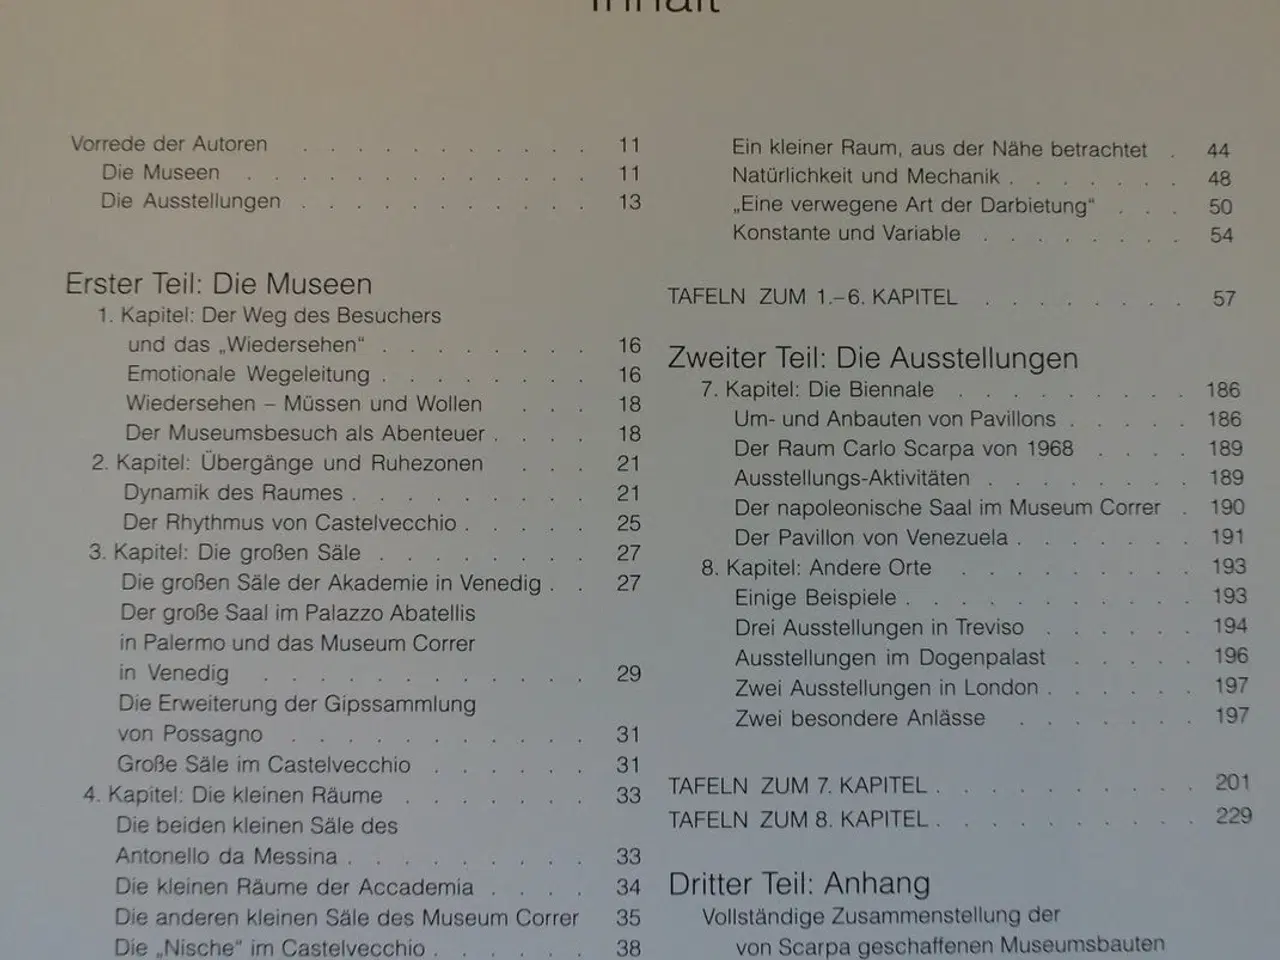 Inhalt
Vorrede der Autoren . . . . . . . . . . . 11
Die Museen . . . . . . . . . . . . . 11
Die Ausstellungen . . . . . . . . . . . 13
Erster Teil: Die Museen
1. Kapitel: Der Weg des Besuchers
und das „Wiedersehen“ . . . . . . . . 16
Emotionale Wegeleitung . . . . . . . . 16
Wiedersehen – Müssen und Wollen . . . 18
Der Museumsbesuch als Abenteuer . . . . 18
2. Kapitel: Übergänge und Ruhezonen . . . 21
Dynamik des Raumes . . . . . . . . . 21
Der Rhythmus von Castelvecchio . . . . . 25
3. Kapitel: Die großen Säle . . . . . . . . 27
Die großen Säle der Akademie in Venedig . . 27
Der große Saal im Palazzo Abatellis
in Palermo und das Museum Correr
in Venedig . . . . . . . . . . . . 29
Die Erweiterung der Gipssammlung
von Possagno . . . . . . . . . . . 31
Große Säle im Castelvecchio . . . . . . 31
4. Kapitel: Die kleinen Räume . . . . . . . 33
Die beiden kleinen Säle des
Antonello da Messina . . . . . . . . . 33
Die kleinen Räume der Accademia . . . . 34
Die anderen kleinen Säle des Museum Correr 35
Die „Nische“ im Castelvecchio . . . . . . 38
Ein kleiner Raum, aus der Nähe betrachtet . 44
Natürlichkeit und Mechanik . . . . . . . 48
„Eine verwegene Art der Darbietung“ . . . 50
Konstante und Variable . . . . . . . . 54
TAFELN ZUM 1.–6. KAPITEL . . . . . . . . 57
Zweiter Teil: Die Ausstellungen
7. Kapitel: Die Biennale . . . . . . . . . 186
Um- und Anbauten von Pavillons . . . . . 186
Der Raum Carlo Scarpa von 1968 . . . . 189
Ausstellungs-Aktivitäten . . . . . . . . 189
Der napoleonische Saal im Museum Correr . 190
Der Pavillon von Venezuela . . . . . . . 191
8. Kapitel: Andere Orte . . . . . . . . . 193
Einige Beispiele . . . . . . . . . . . 193
Drei Ausstellungen in Treviso . . . . . . 194
Ausstellungen im Dogenpalast . . . . . 196
Zwei Ausstellungen in London . . . . . . 197
Zwei besondere Anlässe . . . . . . . 197
TAFELN ZUM 7. KAPITEL . . . . . . . . . . 201
TAFELN ZUM 8. KAPITEL . . . . . . . . . . 229
Dritter Teil: Anhang
Vollständige Zusammenstellung der
von Scarpa geschaffenen Museumsbauten